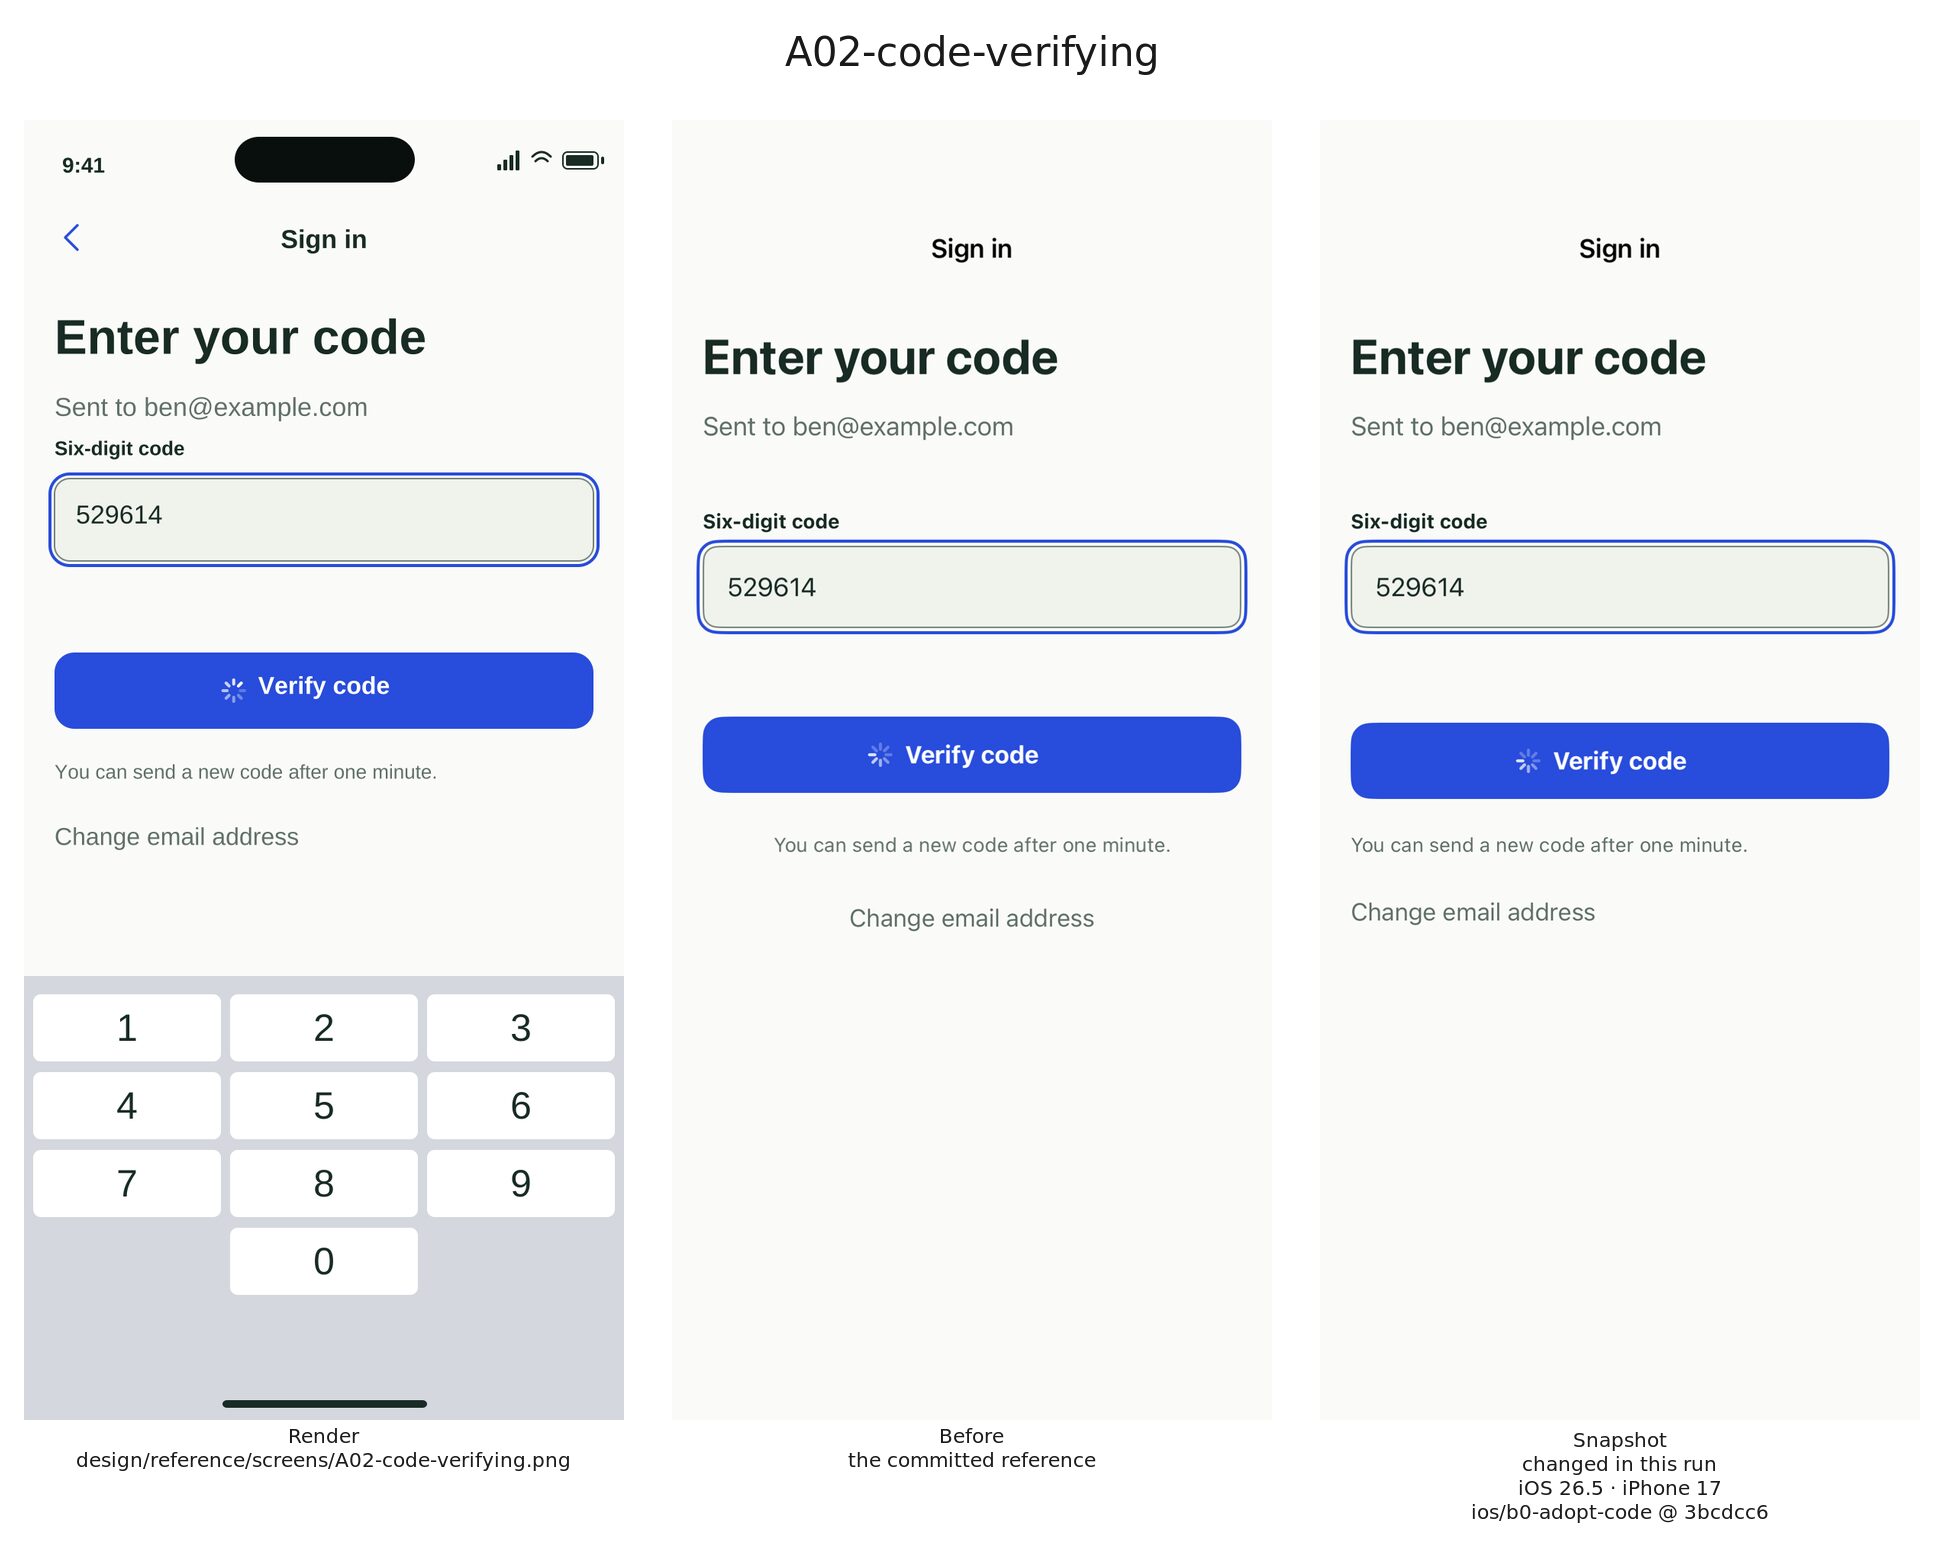 A02-code-verifying
9:41
Sign in
Enter your code
Sent to ben@example.com
Six-digit code
529614
Verify code
You can send a new code after one minute.
Change email address
1 2 3
4 5 6
7 8 9
0
Render
design/reference/screens/A02-code-verifying.png
Sign in
Enter your code
Sent to ben@example.com
Six-digit code
529614
Verify code
You can send a new code after one minute.
Change email address
Before
the committed reference
Sign in
Enter your code
Sent to ben@example.com
Six-digit code
529614
Verify code
You can send a new code after one minute.
Change email address
Snapshot
changed in this run
iOS 26.5 · iPhone 17
ios/b0-adopt-code @ 3bcdcc6